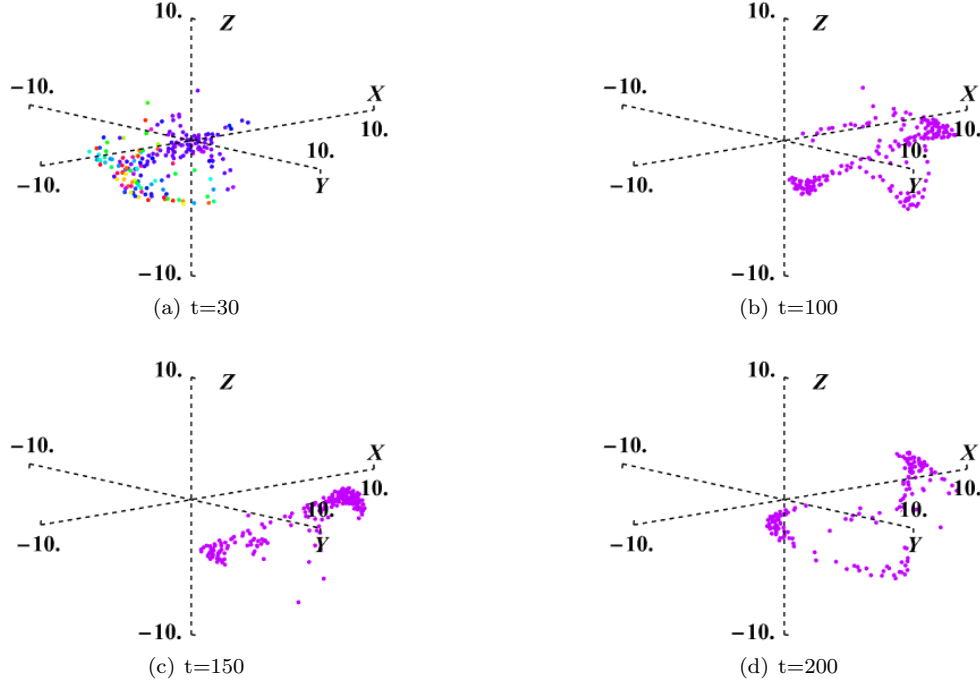 10. Z
-10. X
10. 10.
-10. Y
-10.
(a) t=30
10. Z
-10. X
10. 10.
-10. Y
-10.
(b) t=100
10. Z
-10. X
10. 10.
-10. Y
-10.
(c) t=150
10. Z
-10. X
10. 10.
-10. Y
-10.
(d) t=200